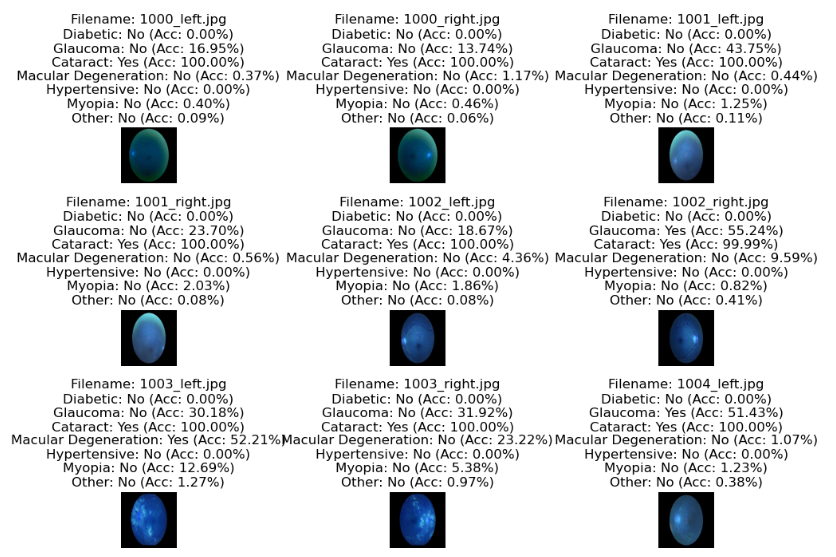 Filename: 1000_left.jpg
Diabetic: No (Acc: 0.00%)
Glaucoma: No (Acc: 16.95%)
Cataract: Yes (Acc: 100.00%)
Macular Degeneration: No (Acc: 0.37%)
Hypertensive: No (Acc: 0.00%)
Myopia: No (Acc: 0.40%)
Other: No (Acc: 0.09%)
Filename: 1000_right.jpg
Diabetic: No (Acc: 0.00%)
Glaucoma: No (Acc: 13.74%)
Cataract: Yes (Acc: 100.00%)
Macular Degeneration: No (Acc: 1.17%)
Hypertensive: No (Acc: 0.00%)
Myopia: No (Acc: 0.46%)
Other: No (Acc: 0.06%)
Filename: 1001_left.jpg
Diabetic: No (Acc: 0.00%)
Glaucoma: No (Acc: 43.75%)
Cataract: Yes (Acc: 100.00%)
Macular Degeneration: No (Acc: 0.44%)
Hypertensive: No (Acc: 0.00%)
Myopia: No (Acc: 1.25%)
Other: No (Acc: 0.11%)
Filename: 1001_right.jpg
Diabetic: No (Acc: 0.00%)
Glaucoma: No (Acc: 23.70%)
Cataract: Yes (Acc: 100.00%)
Macular Degeneration: No (Acc: 0.56%)
Hypertensive: No (Acc: 0.00%)
Myopia: No (Acc: 2.03%)
Other: No (Acc: 0.08%)
Filename: 1002_left.jpg
Diabetic: No (Acc: 0.00%)
Glaucoma: No (Acc: 18.67%)
Cataract: Yes (Acc: 100.00%)
Macular Degeneration: No (Acc: 4.36%)
Hypertensive: No (Acc: 0.00%)
Myopia: No (Acc: 1.86%)
Other: No (Acc: 0.08%)
Filename: 1002_right.jpg
Diabetic: No (Acc: 0.00%)
Glaucoma: Yes (Acc: 55.24%)
Cataract: Yes (Acc: 99.99%)
Macular Degeneration: No (Acc: 9.59%)
Hypertensive: No (Acc: 0.00%)
Myopia: No (Acc: 0.82%)
Other: No (Acc: 0.41%)
Filename: 1003_left.jpg
Diabetic: No (Acc: 0.00%)
Glaucoma: No (Acc: 30.18%)
Cataract: Yes (Acc: 100.00%)
Macular Degeneration: Yes (Acc: 52.21%)
Hypertensive: No (Acc: 0.00%)
Myopia: No (Acc: 12.69%)
Other: No (Acc: 1.27%)
Filename: 1003_right.jpg
Diabetic: No (Acc: 0.00%)
Glaucoma: No (Acc: 31.92%)
Cataract: Yes (Acc: 100.00%)
Macular Degeneration: No (Acc: 23.22%)
Hypertensive: No (Acc: 0.00%)
Myopia: No (Acc: 5.38%)
Other: No (Acc: 0.97%)
Filename: 1004_left.jpg
Diabetic: No (Acc: 0.00%)
Glaucoma: Yes (Acc: 51.43%)
Cataract: Yes (Acc: 100.00%)
Macular Degeneration: No (Acc: 1.07%)
Hypertensive: No (Acc: 0.00%)
Myopia: No (Acc: 1.23%)
Other: No (Acc: 0.38%)